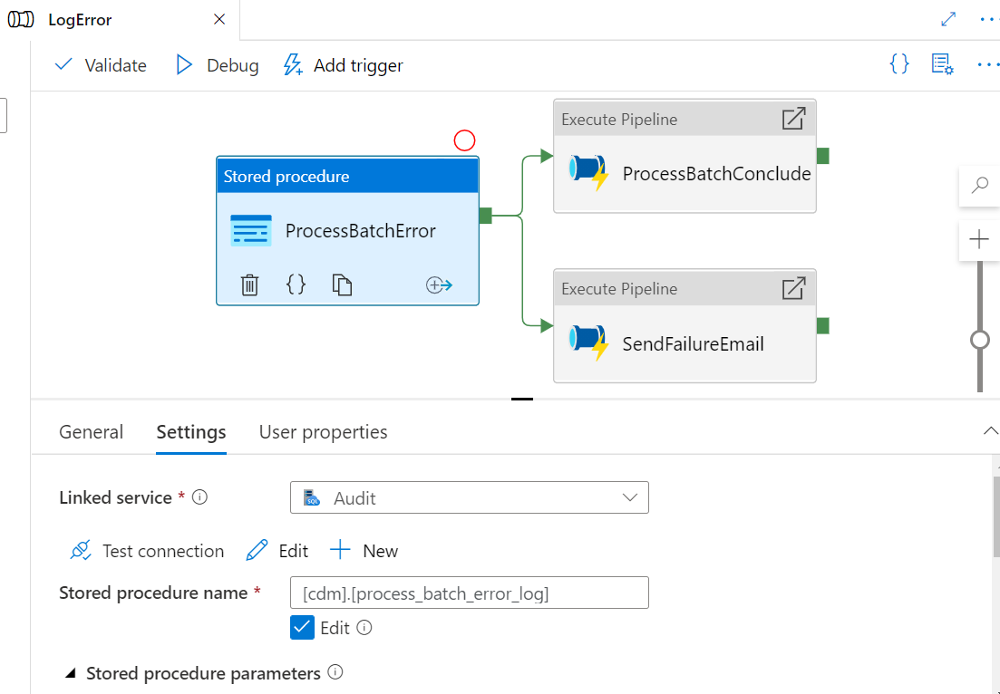 LogError
Validate Debug Add trigger
Execute Pipeline
ProcessBatchConclude
Stored procedure
ProcessBatchError
Execute Pipeline
SendFailureEmail
General Settings User properties
Linked service * SQL Audit
Test connection Edit New
Stored procedure name * [cdm].[process_batch_error_log]
Edit
Stored procedure parameters